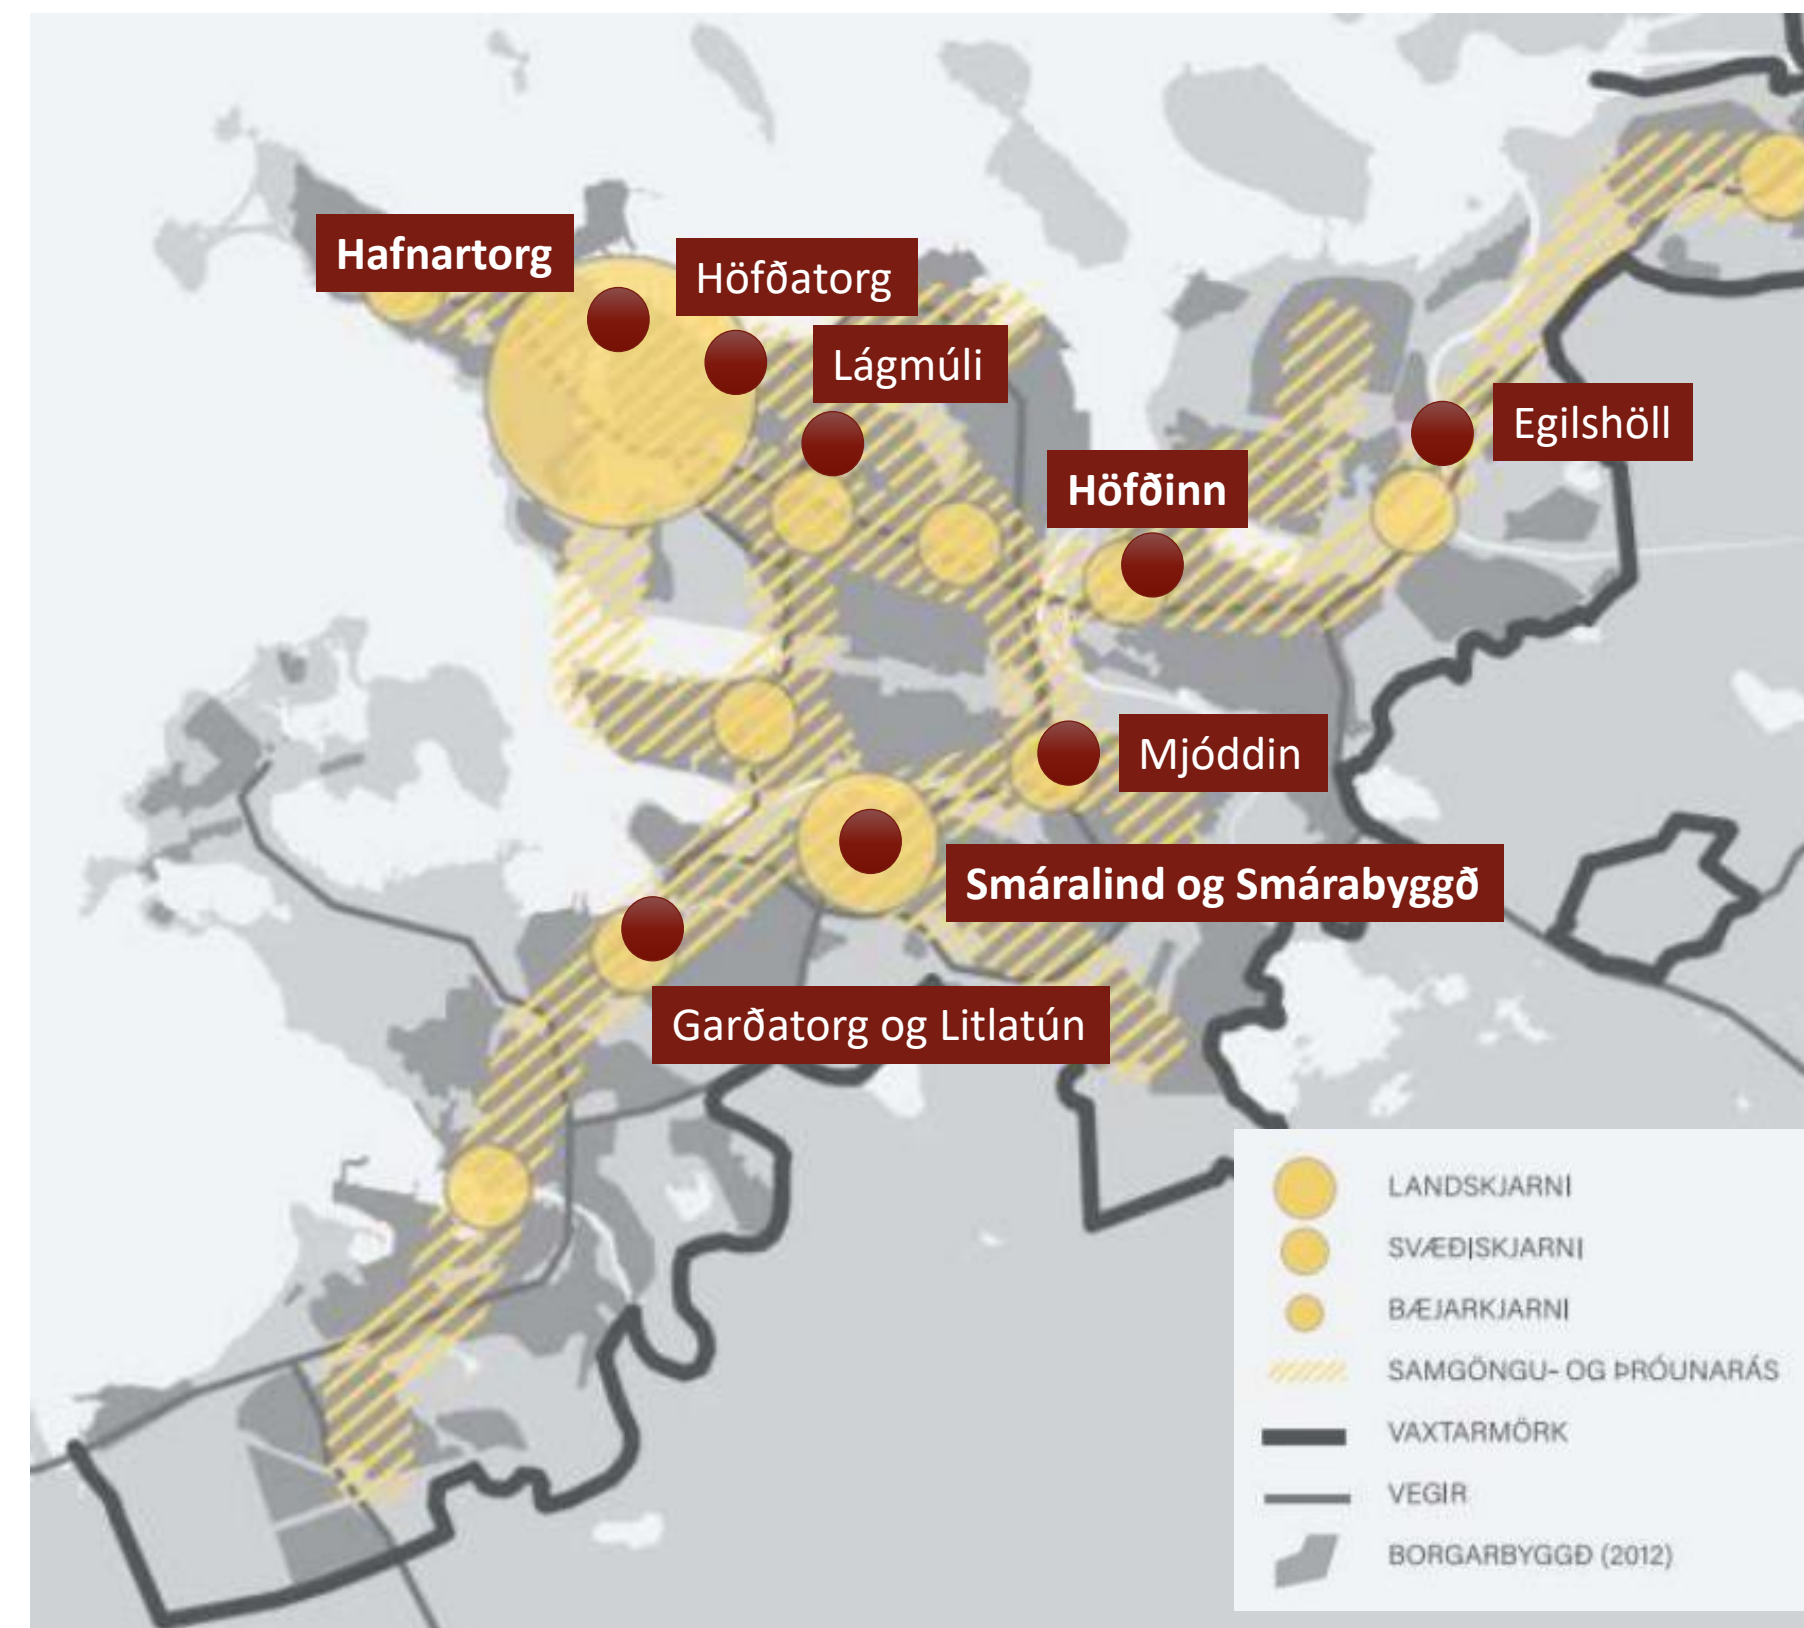 Hafnartorg
Höfðatorg
Lágmúli
Egilshöll
Höfðinn
Mjóddin
Smáralind og Smárabyggð
Garðatorg og Litlatún
LANDSKJARNI
SVÆÐISKJARNI
BÆJARKJARNI
SAMGÖNGU- OG ÞRÓUNARÁS
VAXTARMÖRK
VEGIR
BORGARBYGGÐ (2012)